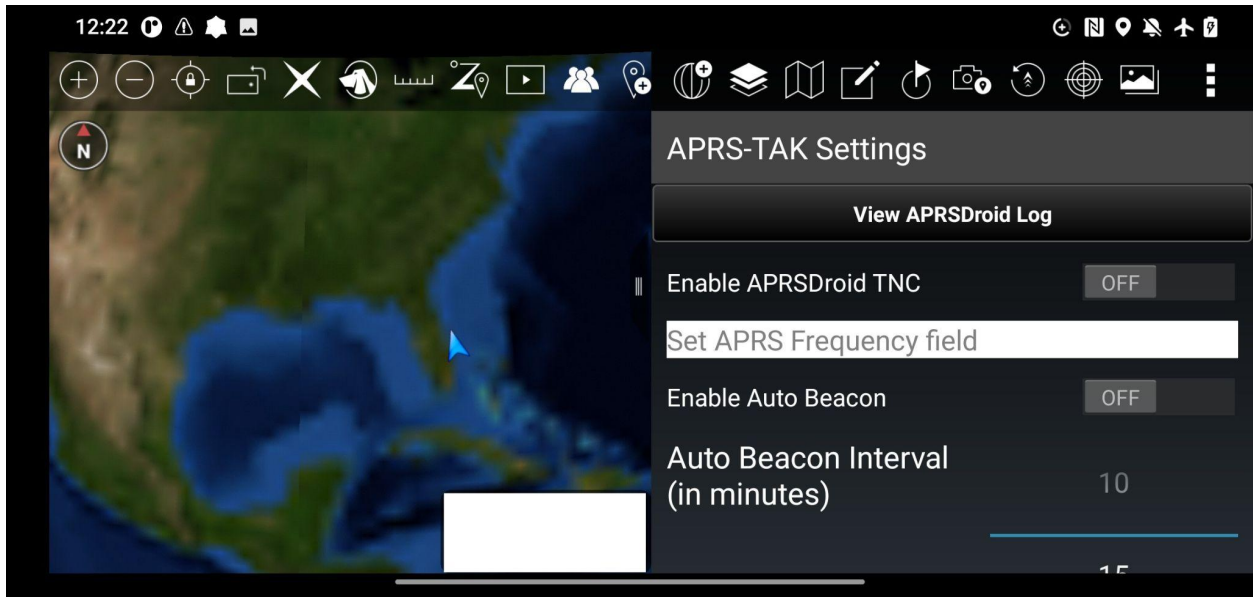 12:22
N
APRS-TAK Settings
View APRSDroid Log
Enable APRSDroid TNC
OFF
Set APRS Frequency field
Enable Auto Beacon
OFF
Auto Beacon Interval
(in minutes)
10
15